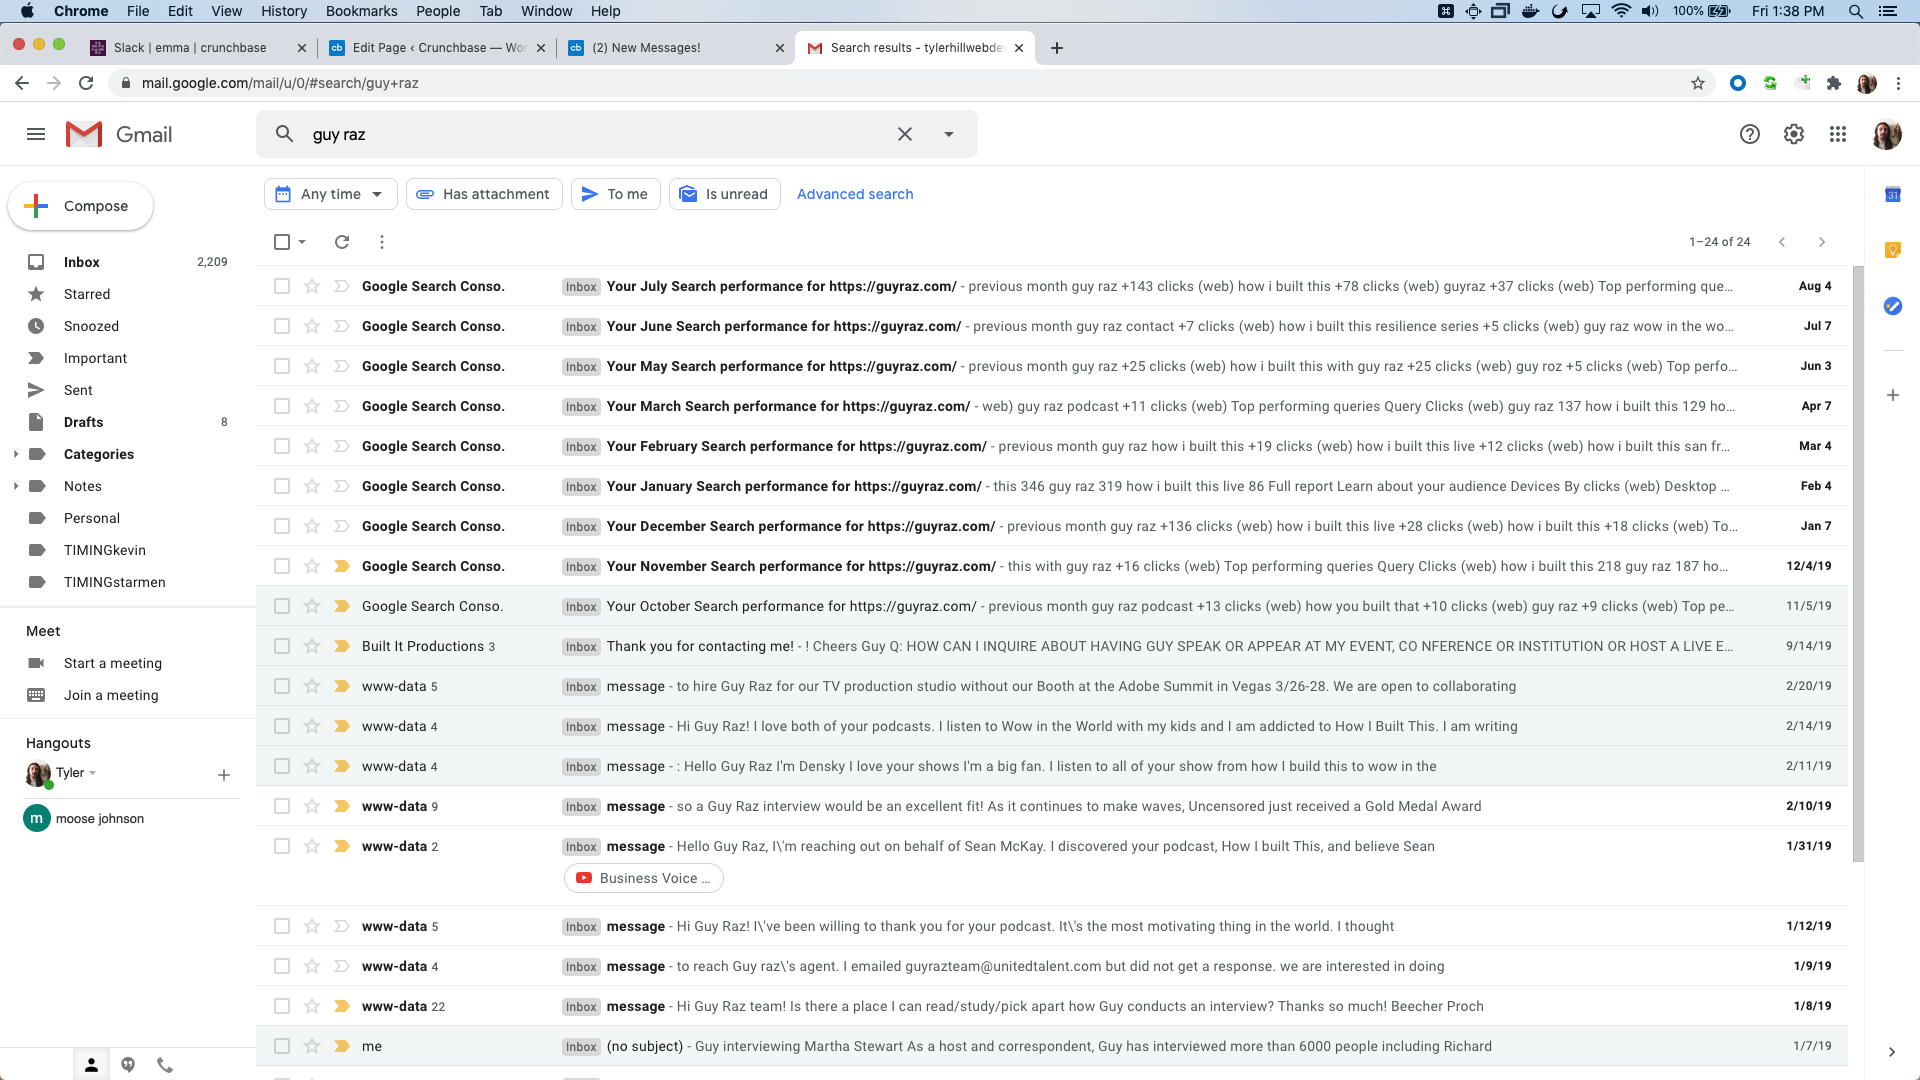 Chrome File Edit View History Bookmarks People Tab Window Help 100% Fri 1:38 PM
Slack | emma | crunchbase cb Edit Page ‹ Crunchbase — Wor cb (2) New Messages! Search results - tylerhillwebde
mail.google.com/mail/u/0/#search/guy+raz
Gmail guy raz
Any time Has attachment To me Is unread Advanced search
1–24 of 24
Compose
Inbox 2,209
Starred
Snoozed
Important
Sent
Drafts 8
Categories
Notes
Personal
TIMINGkevin
TIMINGstarmen
Meet
Start a meeting
Join a meeting
Hangouts
Tyler
m moose johnson
Google Search Conso. Inbox Your July Search performance for https://guyraz.com/ - previous month guy raz +143 clicks (web) how i built this +78 clicks (web) guyraz +37 clicks (web) Top performing que… Aug 4
Google Search Conso. Inbox Your June Search performance for https://guyraz.com/ - previous month guy raz contact +7 clicks (web) how i built this resilience series +5 clicks (web) guy raz wow in the wo… Jul 7
Google Search Conso. Inbox Your May Search performance for https://guyraz.com/ - previous month guy raz +25 clicks (web) how i built this with guy raz +25 clicks (web) guy roz +5 clicks (web) Top perfo… Jun 3
Google Search Conso. Inbox Your March Search performance for https://guyraz.com/ - web) guy raz podcast +11 clicks (web) Top performing queries Query Clicks (web) guy raz 137 how i built this 129 ho… Apr 7
Google Search Conso. Inbox Your February Search performance for https://guyraz.com/ - previous month guy raz how i built this +19 clicks (web) how i built this live +12 clicks (web) how i built this san fr… Mar 4
Google Search Conso. Inbox Your January Search performance for https://guyraz.com/ - this 346 guy raz 319 how i built this live 86 Full report Learn about your audience Devices By clicks (web) Desktop … Feb 4
Google Search Conso. Inbox Your December Search performance for https://guyraz.com/ - previous month guy raz +136 clicks (web) how i built this live +28 clicks (web) how i built this +18 clicks (web) To… Jan 7
Google Search Conso. Inbox Your November Search performance for https://guyraz.com/ - this with guy raz +16 clicks (web) Top performing queries Query Clicks (web) how i built this 218 guy raz 187 ho… 12/4/19
Google Search Conso. Inbox Your October Search performance for https://guyraz.com/ - previous month guy raz podcast +13 clicks (web) how you built that +10 clicks (web) guy raz +9 clicks (web) Top pe… 11/5/19
Built It Productions 3 Inbox Thank you for contacting me! - ! Cheers Guy Q: HOW CAN I INQUIRE ABOUT HAVING GUY SPEAK OR APPEAR AT MY EVENT, CO NFERENCE OR INSTITUTION OR HOST A LIVE E… 9/14/19
www-data 5 Inbox message - to hire Guy Raz for our TV production studio without our Booth at the Adobe Summit in Vegas 3/26-28. We are open to collaborating 2/20/19
www-data 4 Inbox message - Hi Guy Raz! I love both of your podcasts. I listen to Wow in the World with my kids and I am addicted to How I Built This. I am writing 2/14/19
www-data 4 Inbox message - : Hello Guy Raz I'm Densky I love your shows I'm a big fan. I listen to all of your show from how I build this to wow in the 2/11/19
www-data 9 Inbox message - so a Guy Raz interview would be an excellent fit! As it continues to make waves, Uncensored just received a Gold Medal Award 2/10/19
www-data 2 Inbox message - Hello Guy Raz, I\'m reaching out on behalf of Sean McKay. I discovered your podcast, How I built This, and believe Sean 1/31/19
Business Voice …
www-data 5 Inbox message - Hi Guy Raz! I\'ve been willing to thank you for your podcast. It\'s the most motivating thing in the world. I thought 1/12/19
www-data 4 Inbox message - to reach Guy raz\'s agent. I emailed guyrazteam@unitedtalent.com but did not get a response. we are interested in doing 1/9/19
www-data 22 Inbox message - Hi Guy Raz team! Is there a place I can read/study/pick apart how Guy conducts an interview? Thanks so much! Beecher Proch 1/8/19
me Inbox (no subject) - Guy interviewing Martha Stewart As a host and correspondent, Guy has interviewed more than 6000 people including Richard 1/7/19
31